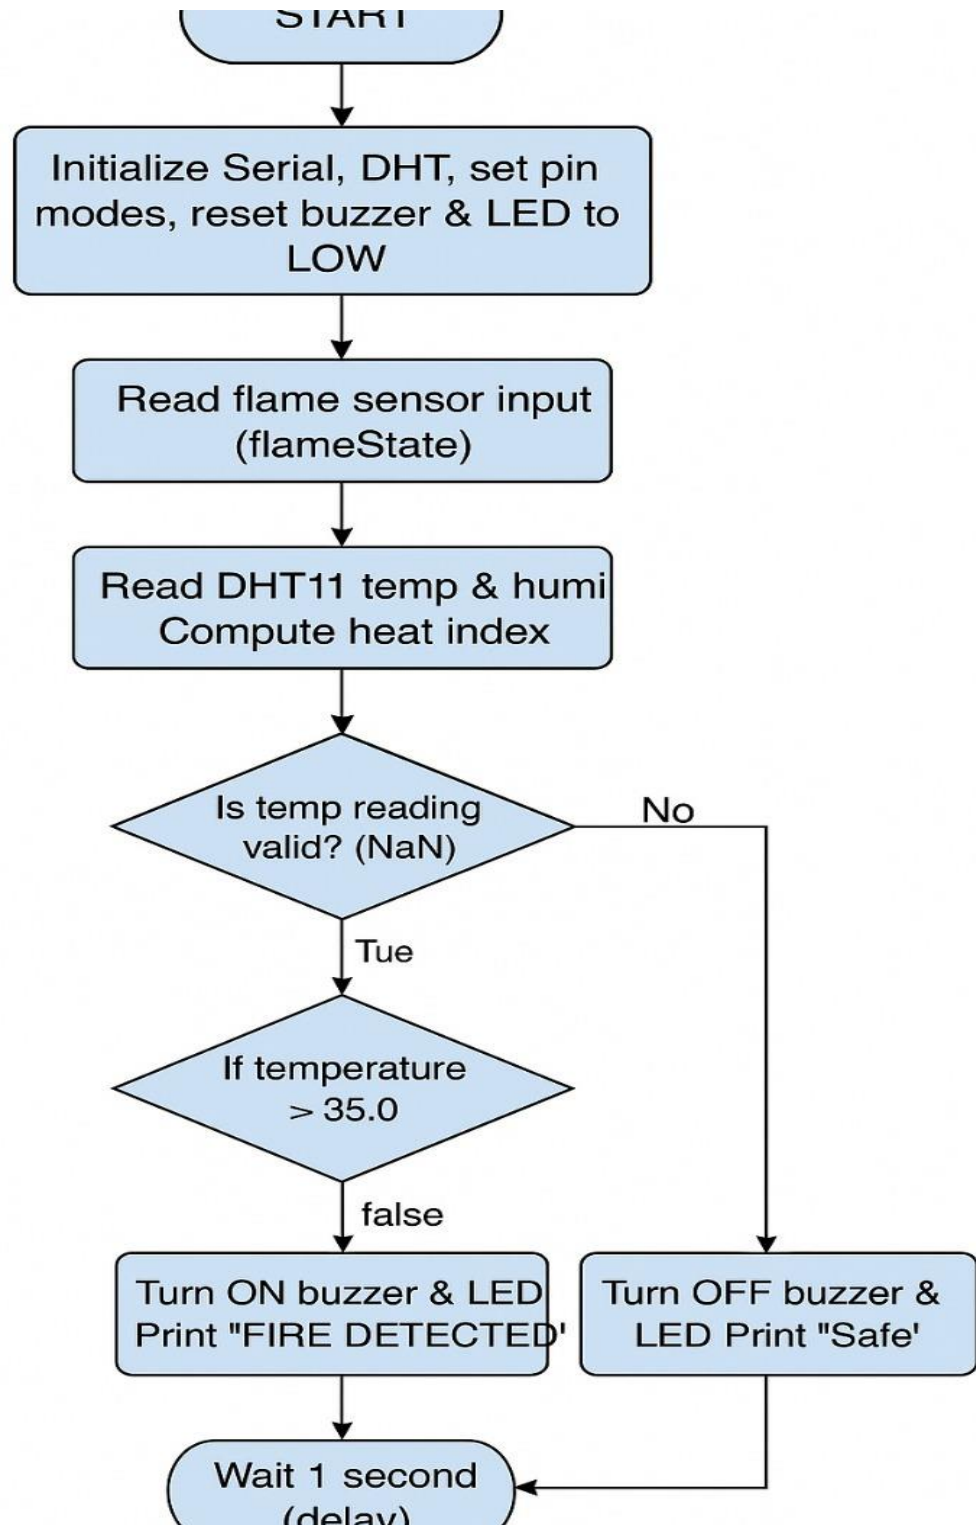 START
Initialize Serial, DHT, set pin
modes, reset buzzer & LED to
LOW
Read flame sensor input
(flameState)
Read DHT11 temp & humi
Compute heat index
Is temp reading
valid? (NaN)
No
Tue
If temperature
> 35.0
false
Turn ON buzzer & LED
Print "FIRE DETECTED'
Turn OFF buzzer &
LED Print "Safe'
Wait 1 second
(delay)